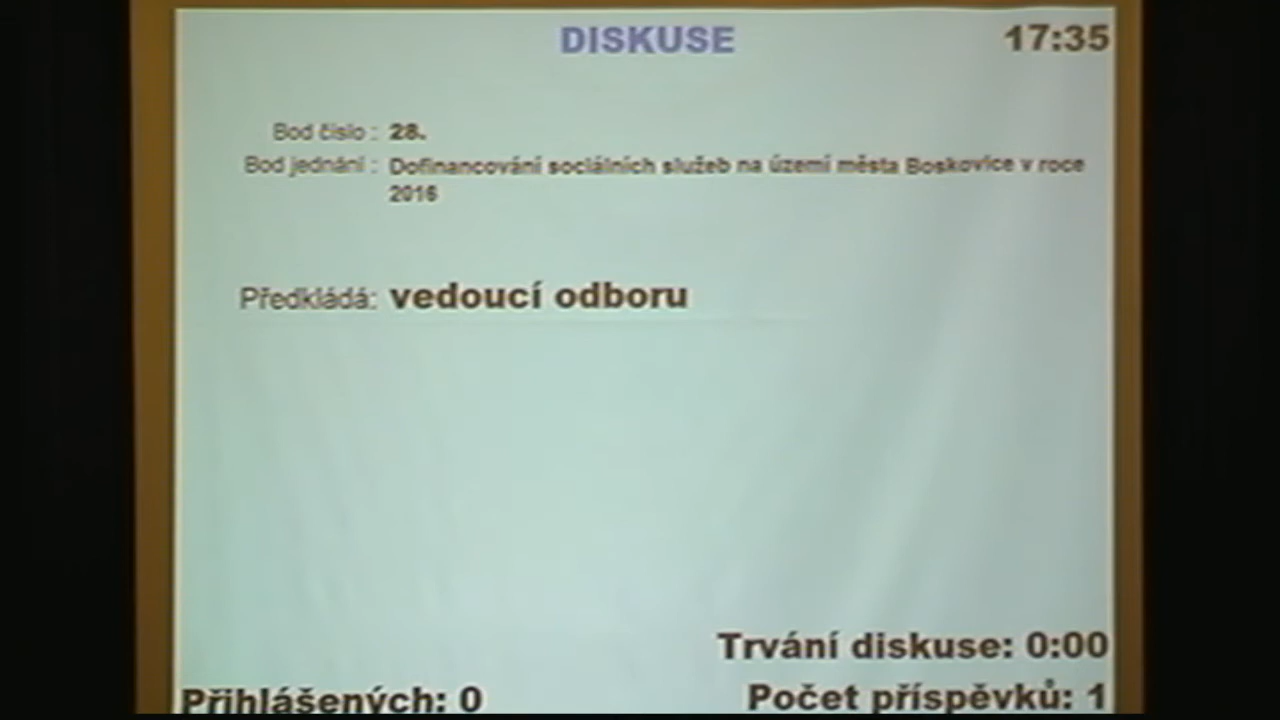 DISKUSE 17:35
Bod číslo : 28.
Bod jednání : Dofinancování sociálních služeb na území města Boskovice v roce
2016
Předkládá: vedoucí odboru
Trvání diskuse: 0:00
Přihlášených: 0 Počet příspěvků: 1